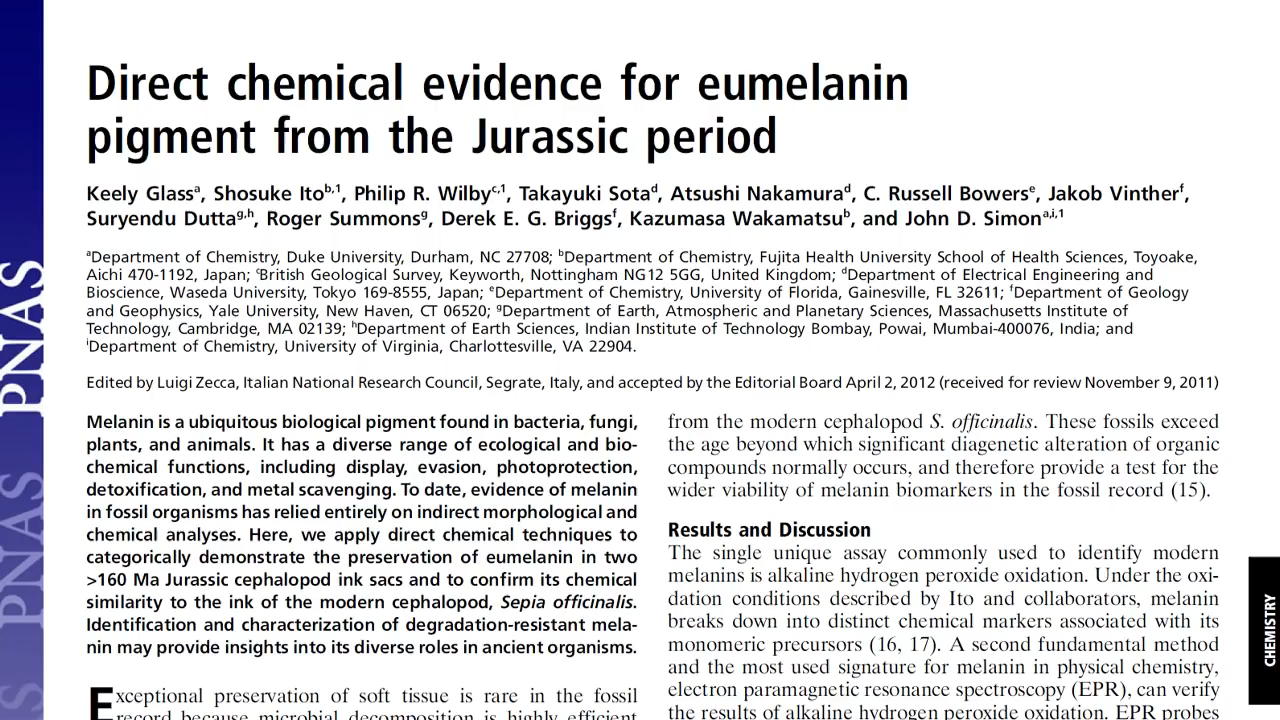 Direct chemical evidence for eumelanin
pigment from the Jurassic period
Keely Glassᵃ, Shosuke Itoᵇ,¹, Philip R. Wilbyᶜ,¹, Takayuki Sotaᵈ, Atsushi Nakamuraᵈ, C. Russell Bowersᵉ, Jakob Vintherᶠ,
Suryendu Duttaᵍ,ʰ, Roger Summonsᵍ, Derek E. G. Briggsᶠ, Kazumasa Wakamatsuᵇ, and John D. Simonᵃ,ⁱ,¹
ᵃDepartment of Chemistry, Duke University, Durham, NC 27708; ᵇDepartment of Chemistry, Fujita Health University School of Health Sciences, Toyoake,
Aichi 470-1192, Japan; ᶜBritish Geological Survey, Keyworth, Nottingham NG12 5GG, United Kingdom; ᵈDepartment of Electrical Engineering and
Bioscience, Waseda University, Tokyo 169-8555, Japan; ᵉDepartment of Chemistry, University of Florida, Gainesville, FL 32611; ᶠDepartment of Geology
and Geophysics, Yale University, New Haven, CT 06520; ᵍDepartment of Earth, Atmospheric and Planetary Sciences, Massachusetts Institute of
Technology, Cambridge, MA 02139; ʰDepartment of Earth Sciences, Indian Institute of Technology Bombay, Powai, Mumbai-400076, India; and
ⁱDepartment of Chemistry, University of Virginia, Charlottesville, VA 22904.
Edited by Luigi Zecca, Italian National Research Council, Segrate, Italy, and accepted by the Editorial Board April 2, 2012 (received for review November 9, 2011)
Melanin is a ubiquitous biological pigment found in bacteria, fungi,
plants, and animals. It has a diverse range of ecological and bio-
chemical functions, including display, evasion, photoprotection,
detoxification, and metal scavenging. To date, evidence of melanin
in fossil organisms has relied entirely on indirect morphological and
chemical analyses. Here, we apply direct chemical techniques to
categorically demonstrate the preservation of eumelanin in two
>160 Ma Jurassic cephalopod ink sacs and to confirm its chemical
similarity to the ink of the modern cephalopod, Sepia officinalis.
Identification and characterization of degradation-resistant mela-
nin may provide insights into its diverse roles in ancient organisms.
Exceptional preservation of soft tissue is rare in the fossil
record because microbial decomposition is highly efficient
from the modern cephalopod S. officinalis. These fossils exceed
the age beyond which significant diagenetic alteration of organic
compounds normally occurs, and therefore provide a test for the
wider viability of melanin biomarkers in the fossil record (15).
Results and Discussion
The single unique assay commonly used to identify modern
melanins is alkaline hydrogen peroxide oxidation. Under the oxi-
dation conditions described by Ito and collaborators, melanin
breaks down into distinct chemical markers associated with its
monomeric precursors (16, 17). A second fundamental method
and the most used signature for melanin in physical chemistry,
electron paramagnetic resonance spectroscopy (EPR), can verify
the results of alkaline hydrogen peroxide oxidation. EPR probes
PNAS
PNAS
CHEMISTRY